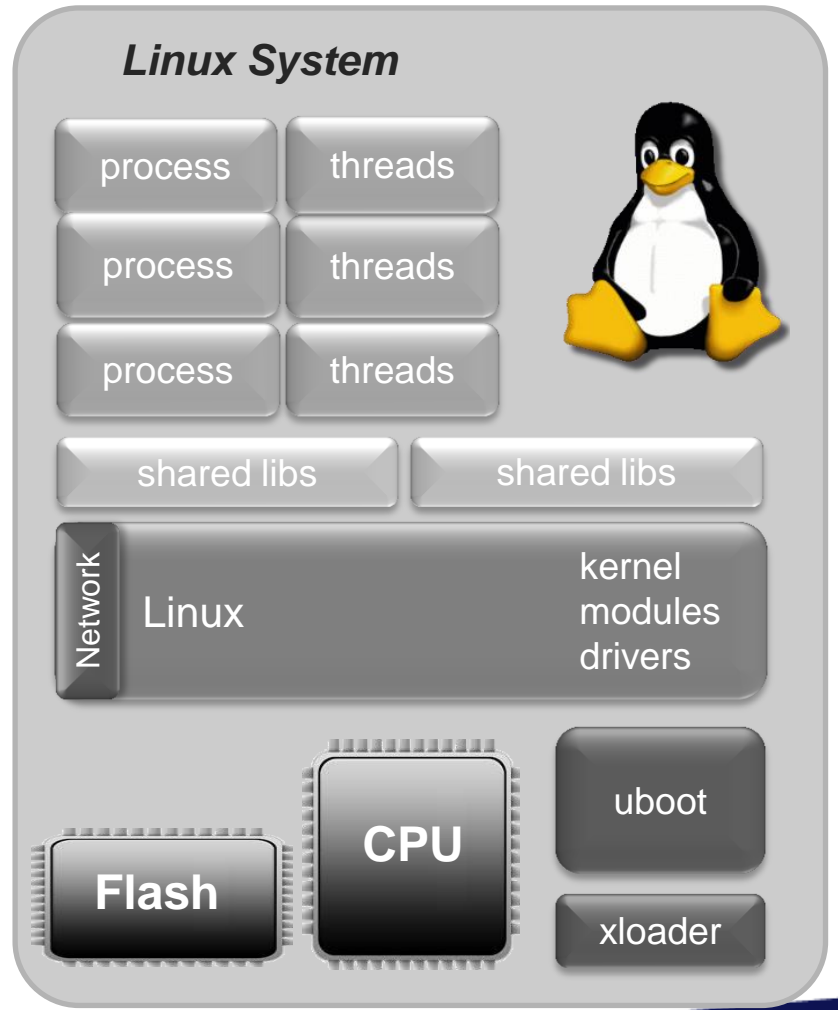 Linux System
process
threads
process
threads
process
threads
shared libs
shared libs
Network
Linux
kernel
modules
drivers
uboot
CPU
Flash
xloader